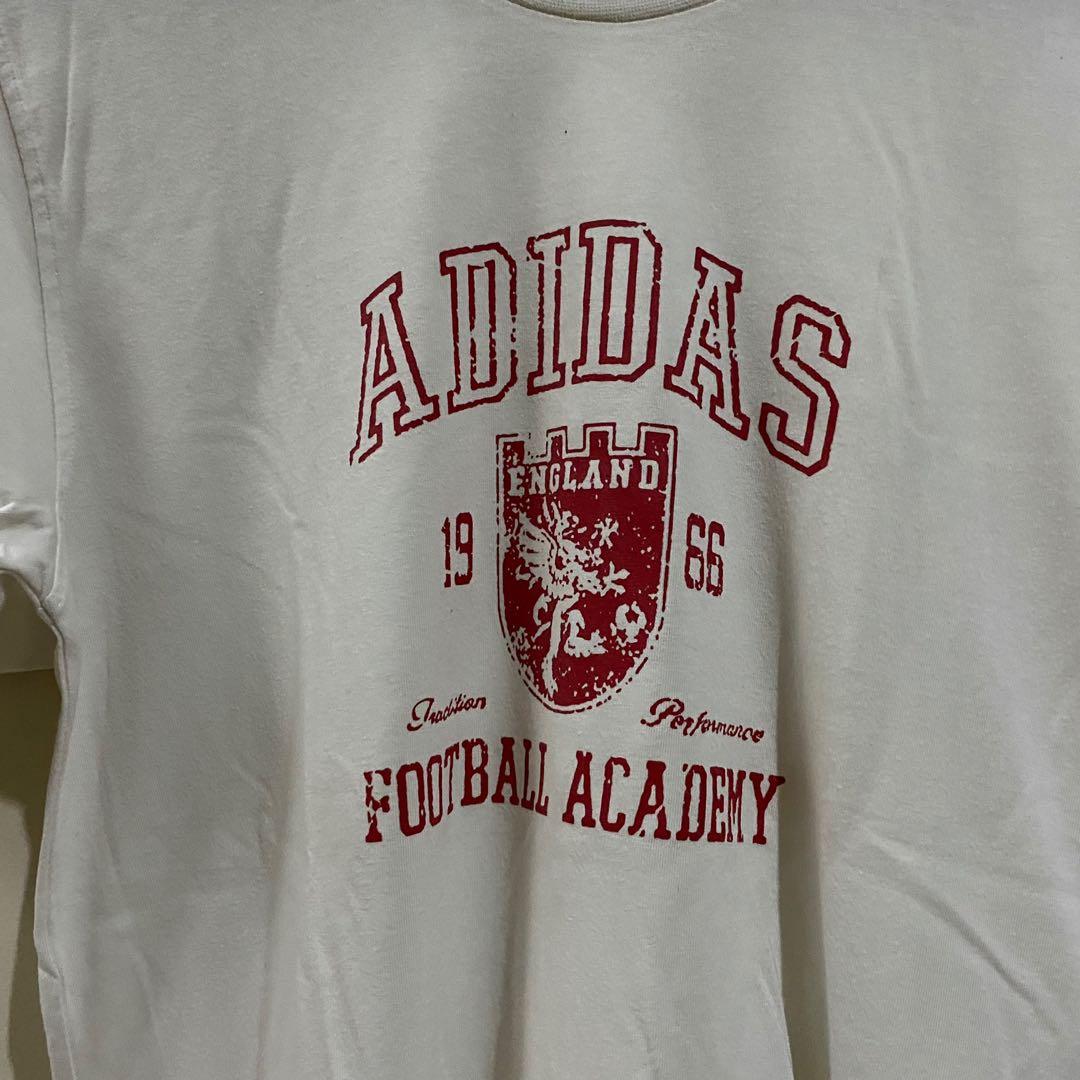 ADIDAS
ENGLAND
19 66
Tradition Performance
FOOTBALL ACADEMY